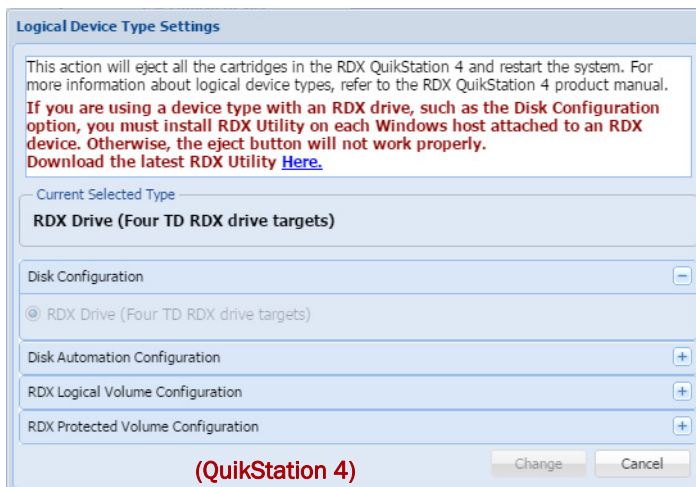 Logical Device Type Settings
This action will eject all the cartridges in the RDX QuikStation 4 and restart the system. For
more information about logical device types, refer to the RDX QuikStation 4 product manual.
If you are using a device type with an RDX drive, such as the Disk Configuration
option, you must install RDX Utility on each Windows host attached to an RDX
device. Otherwise, the eject button will not work properly.
Download the latest RDX Utility Here.
Current Selected Type
RDX Drive (Four TD RDX drive targets)
Disk Configuration
RDX Drive (Four TD RDX drive targets)
Disk Automation Configuration
RDX Logical Volume Configuration
RDX Protected Volume Configuration
(QuikStation 4)
Change
Cancel